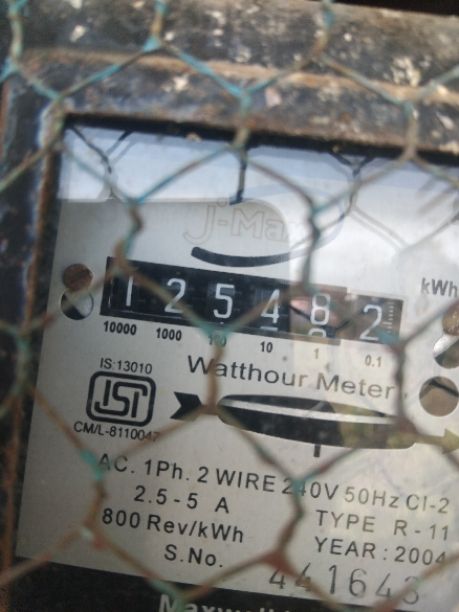 J-Max
kWh
1 2 5 4 8 2
10000 1000 100 10 1 0.1
IS:13010
Watthour Meter
ISI
CM/L-8110047
AC. 1Ph. 2 WIRE 240V 50Hz Cl-2
2.5-5 A TYPE R-11
800 Rev/kWh YEAR: 2004
S.No. 441643